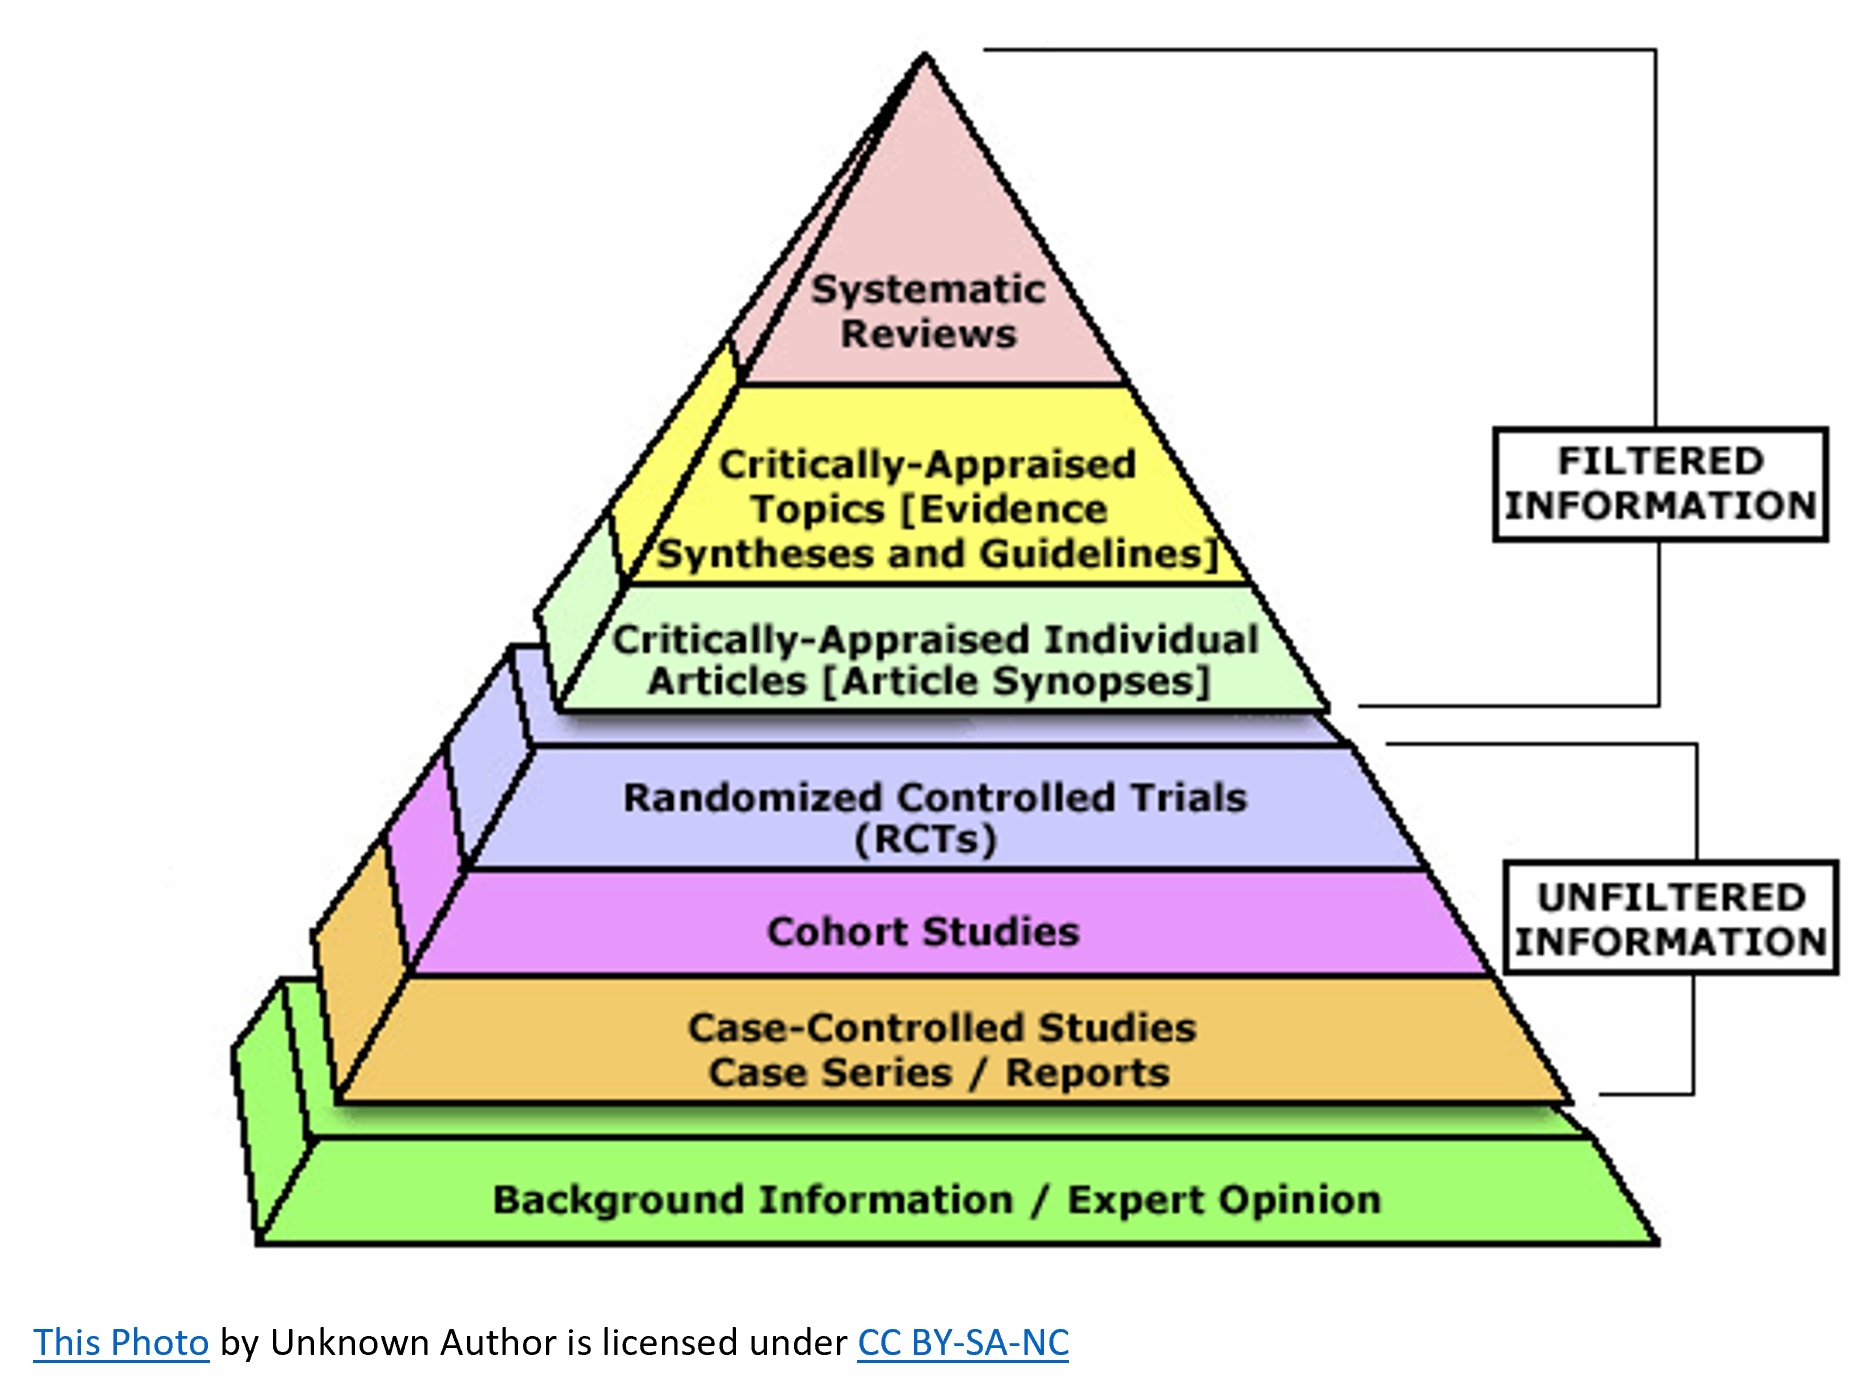 Systematic
Reviews
Critically-Appraised
Topics [Evidence
Syntheses and Guidelines]
Critically-Appraised Individual
Articles [Article Synopses]
FILTERED
INFORMATION
Randomized Controlled Trials
(RCTs)
Cohort Studies
Case-Controlled Studies
Case Series / Reports
UNFILTERED
INFORMATION
Background Information / Expert Opinion
This Photo by Unknown Author is licensed under CC BY-SA-NC